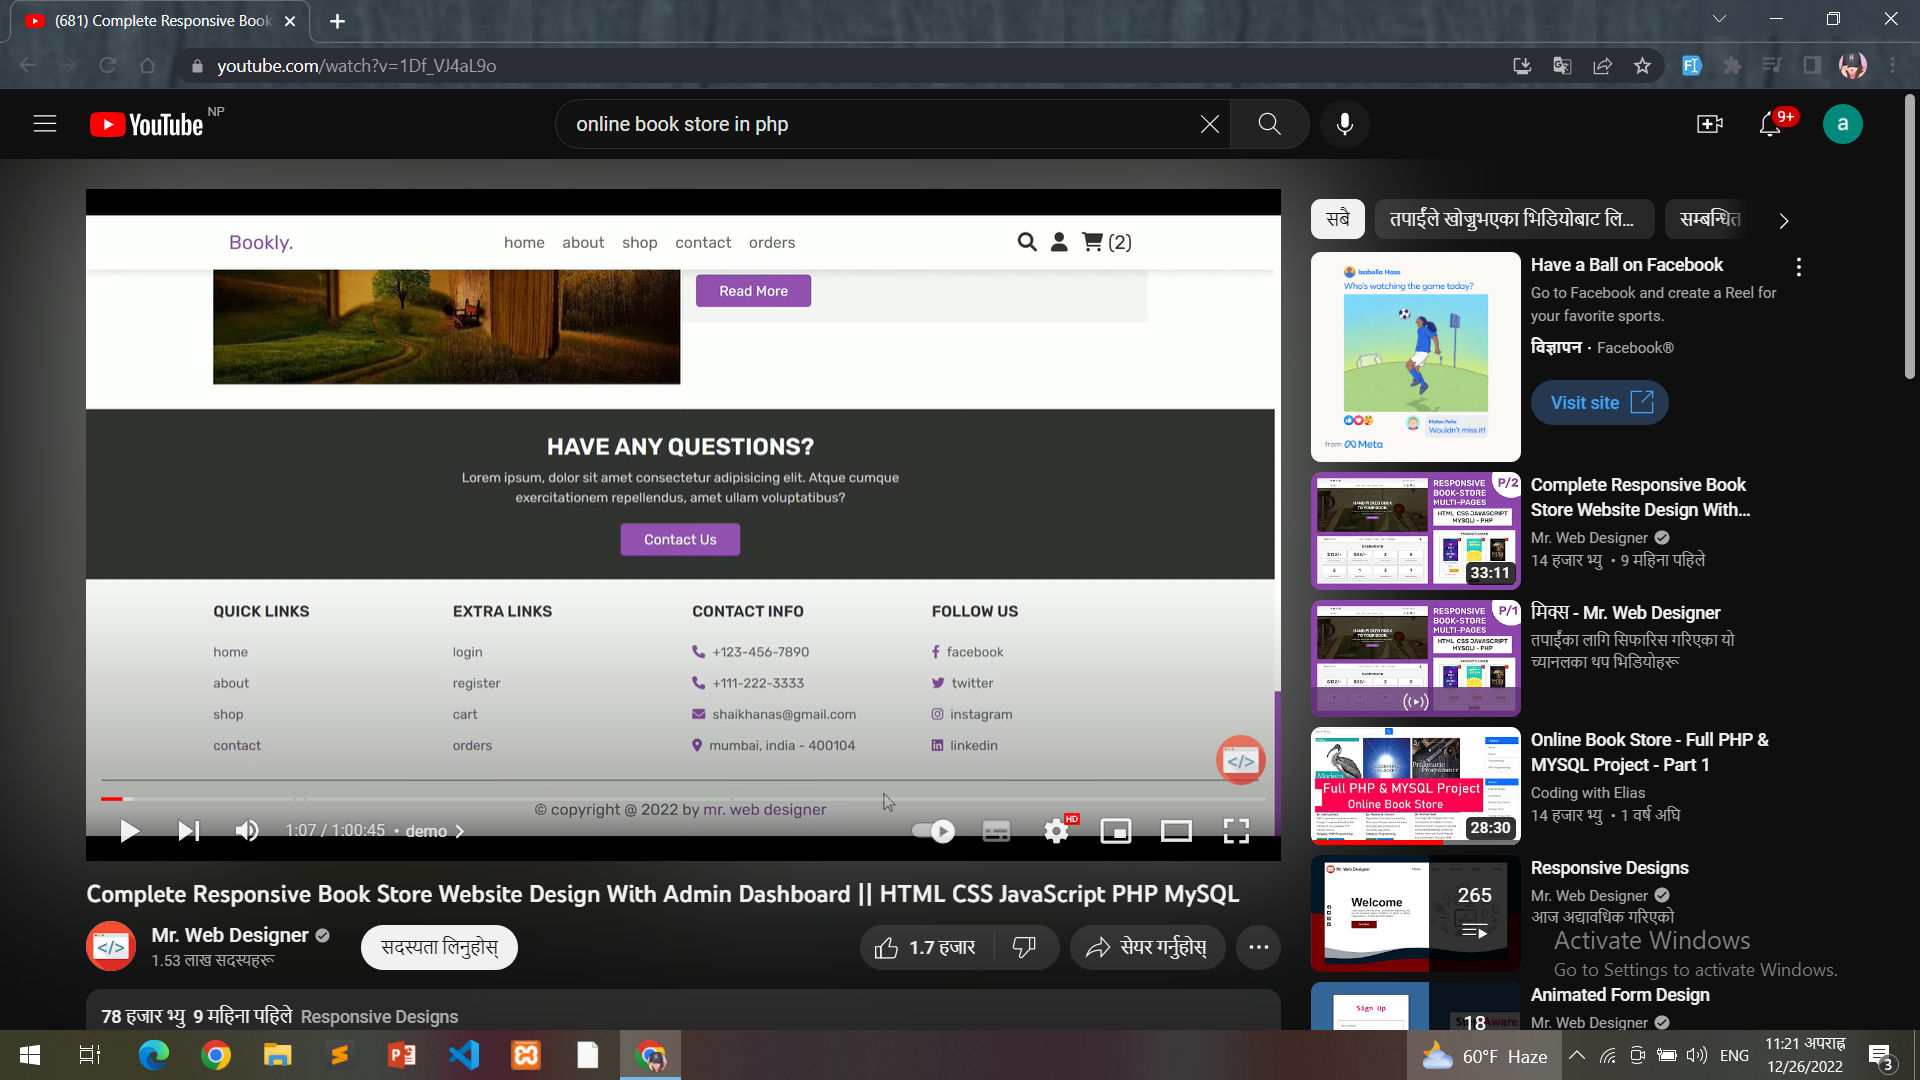 (681) Complete Responsive Book
youtube.com/watch?v=1Df_VJ4aL9o
YouTube NP
online book store in php
9+
a
Bookly.
home about shop contact orders
(2)
Read More
HAVE ANY QUESTIONS?
Lorem ipsum, dolor sit amet consectetur adipisicing elit. Atque cumque
exercitationem repellendus, amet ullam voluptatibus?
Contact Us
QUICK LINKS
home
about
shop
contact
EXTRA LINKS
login
register
cart
orders
CONTACT INFO
+123-456-7890
+111-222-3333
shaikhanas@gmail.com
mumbai, india - 400104
FOLLOW US
facebook
twitter
instagram
linkedin
</>
© copyright @ 2022 by mr. web designer
1:07 / 1:00:45 • demo
HD
Complete Responsive Book Store Website Design With Admin Dashboard || HTML CSS JavaScript PHP MySQL
</>
Mr. Web Designer
1.53 लाख सदस्यहरू
सदस्यता लिनुहोस्
1.7 हजार
सेयर गर्नुहोस्
78 हजार भ्यु 9 महिना पहिले Responsive Designs
सबै
तपाईंले खोज्नुभएका भिडियोबाट लि...
सम्बन्धित
Isabella Hass
Who's watching the game today?
Mateo Peña
Wouldn't miss it!
from Meta
Have a Ball on Facebook
Go to Facebook and create a Reel for
your favorite sports.
विज्ञापन · Facebook®
Visit site
RESPONSIVE P/2
BOOK-STORE
MULTI-PAGES
HTML CSS JAVASCRIPT
MYSQLI - PHP
33:11
Complete Responsive Book
Store Website Design With...
Mr. Web Designer
14 हजार भ्यु • 9 महिना पहिले
RESPONSIVE P/1
BOOK-STORE
MULTI-PAGES
HTML CSS JAVASCRIPT
MYSQLI - PHP
मिक्स - Mr. Web Designer
तपाईंका लागि सिफारिस गरिएका यो
च्यानलका थप भिडियोहरू
Full PHP & MYSQL Project
Online Book Store
28:30
Online Book Store - Full PHP &
MYSQL Project - Part 1
Coding with Elias
14 हजार भ्यु • 1 वर्ष अघि
Mr. Web Designer
Welcome
265
Responsive Designs
Mr. Web Designer
आज अद्यावधिक गरिएको
Activate Windows
Go to Settings to activate Windows.
Sign Up
18
Animated Form Design
Mr. Web Designer
60°F Haze
ENG
11:21 अपराह्न
12/26/2022
3